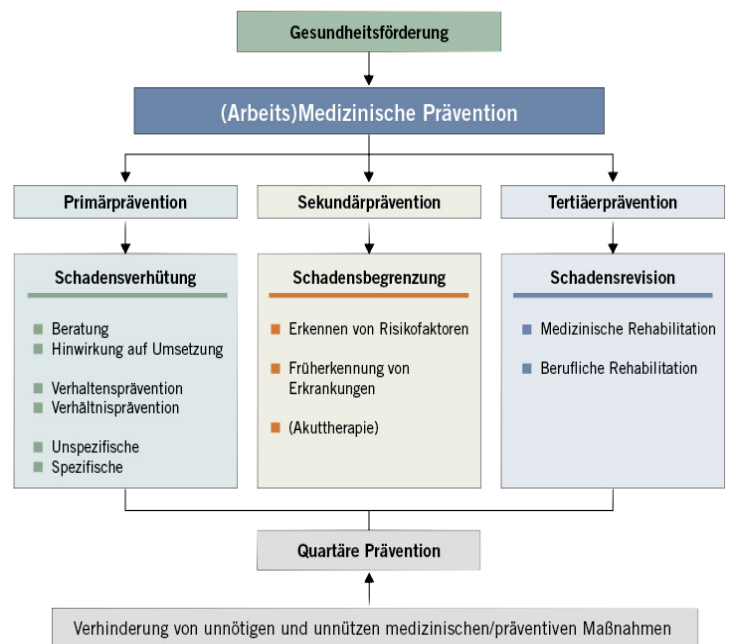 Gesundheitsförderung
(Arbeits)Medizinische Prävention
Primärprävention
Sekundärprävention
Tertiäerprävention
Schadensverhütung
Beratung
Hinwirkung auf Umsetzung
Verhaltensprävention
Verhältnisprävention
Unspezifische
Spezifische
Schadensbegrenzung
Erkennen von Risikofaktoren
Früherkennung von
Erkrankungen
(Akuttherapie)
Schadensrevision
Medizinische Rehabilitation
Berufliche Rehabilitation
Quartäre Prävention
Verhinderung von unnötigen und unnützen medizinischen/präventiven Maßnahmen